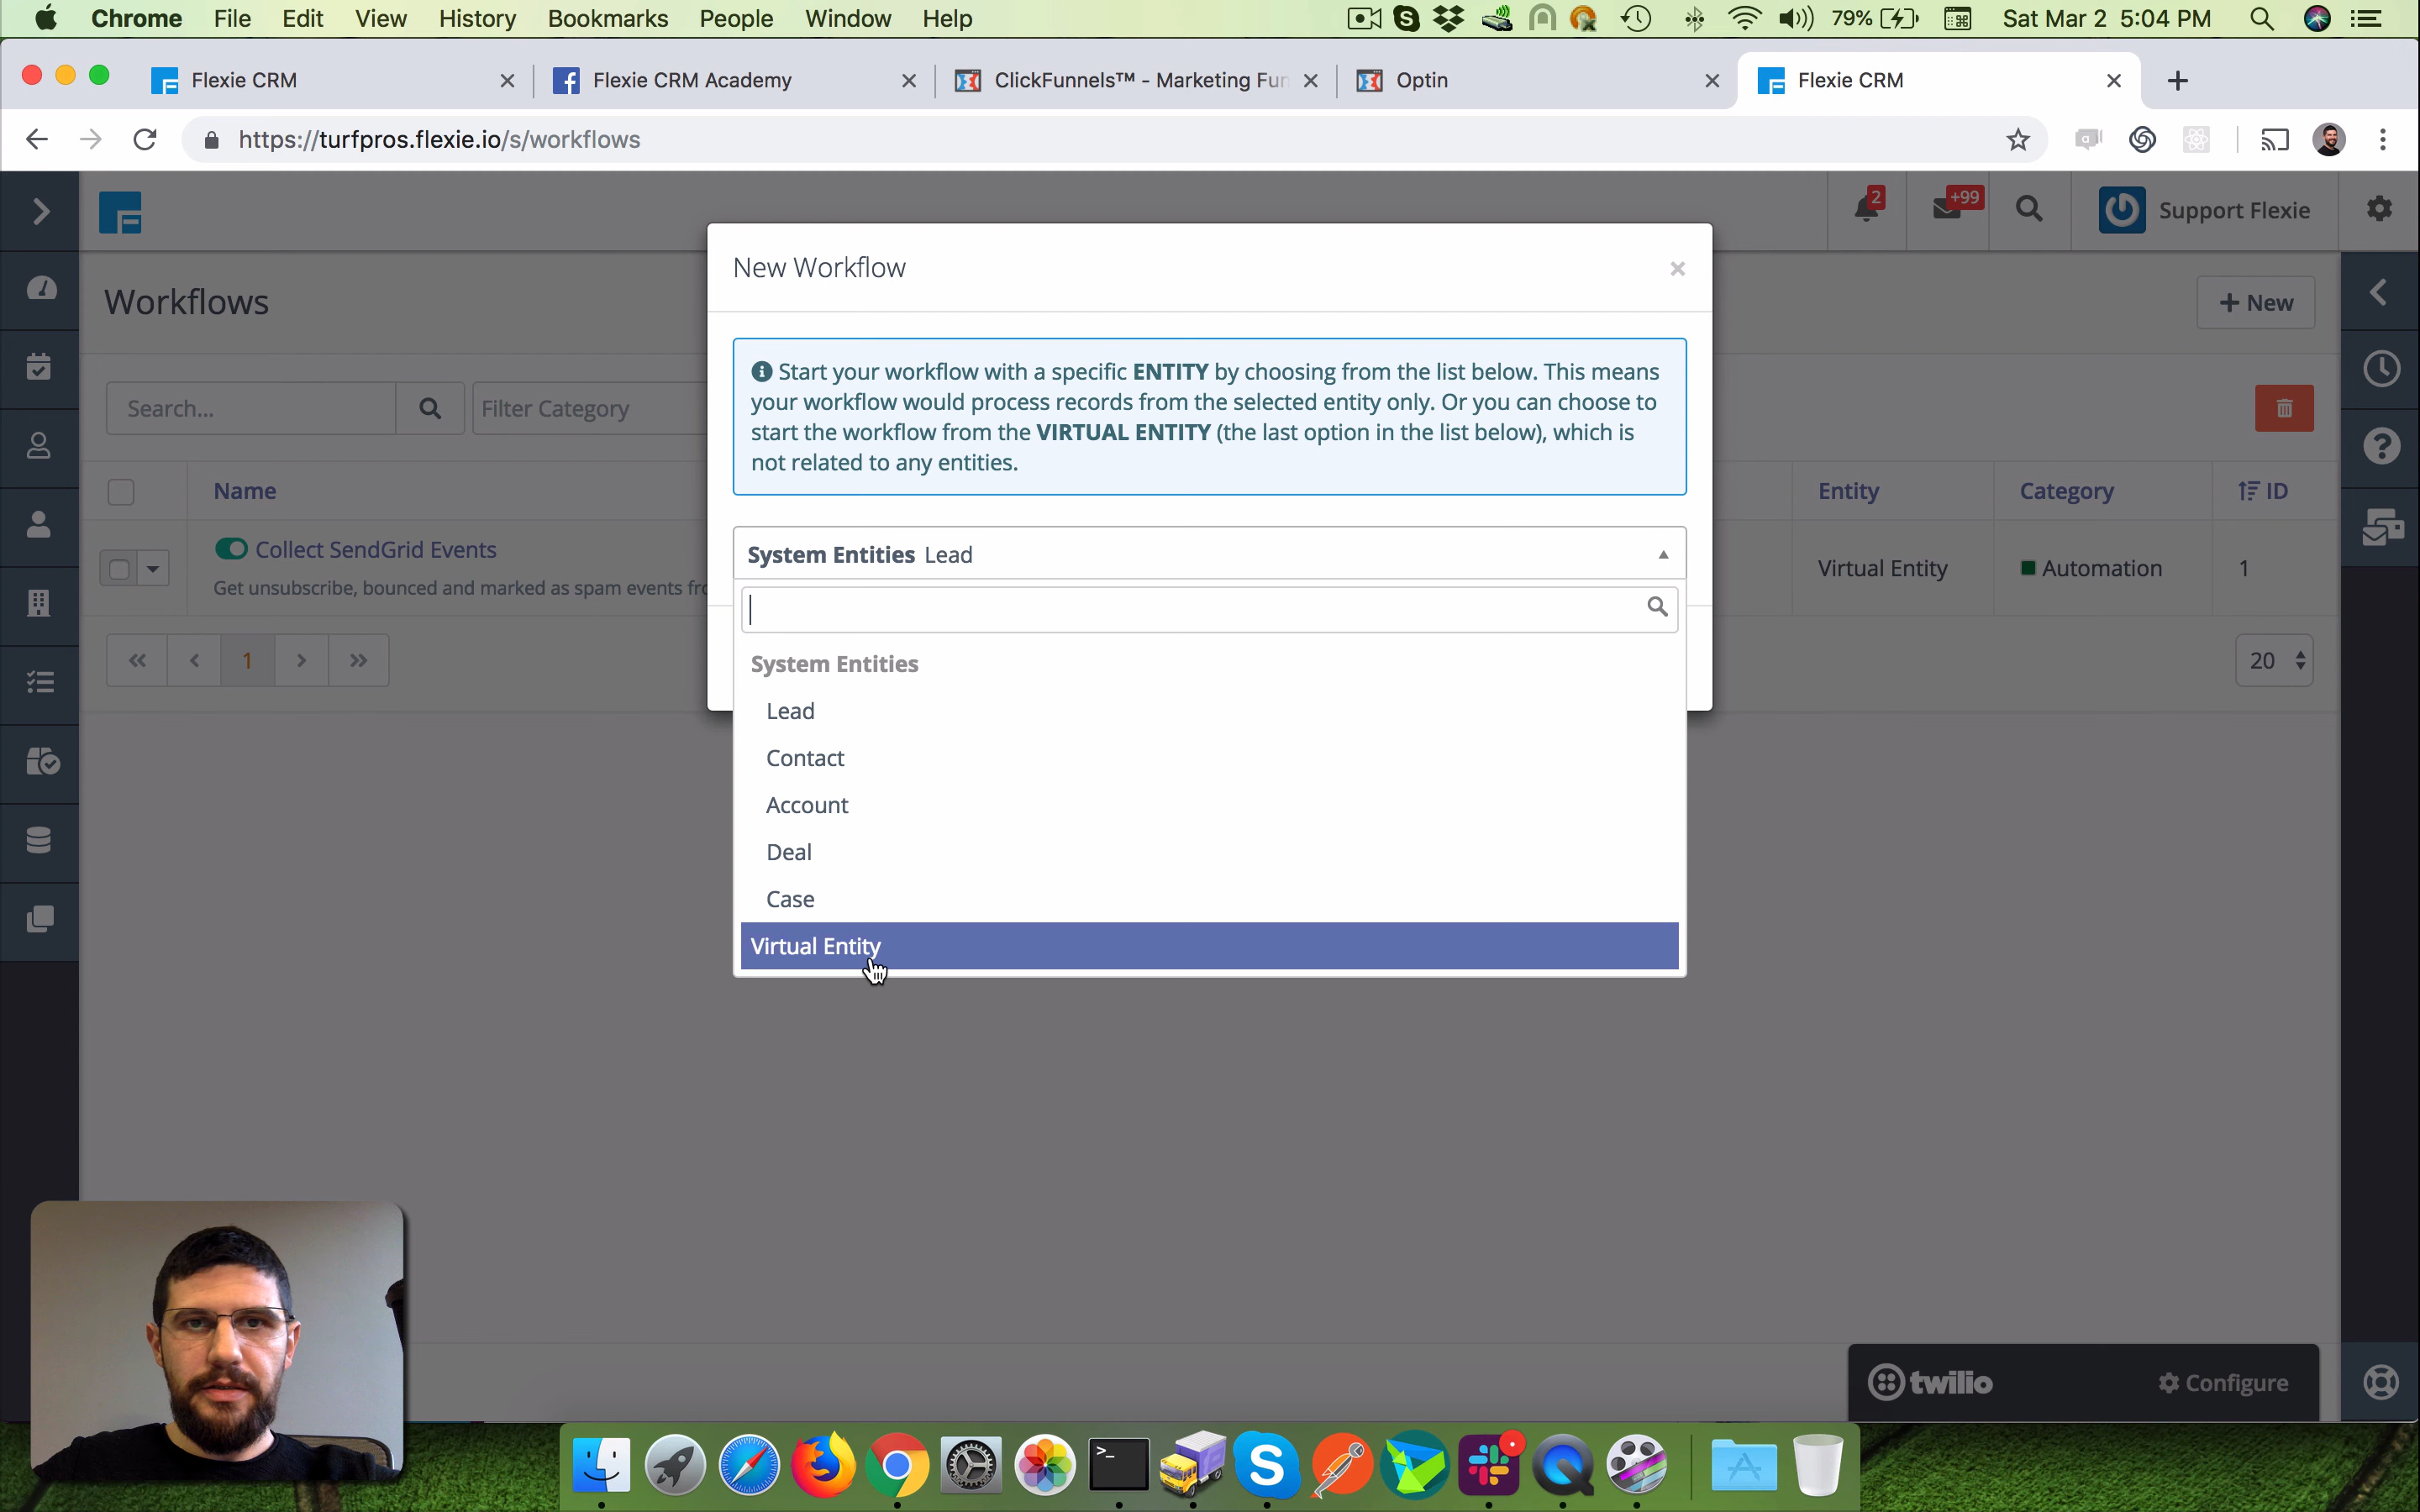 Chrome File Edit View History Bookmarks People Window Help 79% Sat Mar 2 5:04 PM
Flexie CRM
Flexie CRM Academy
ClickFunnels™ - Marketing Fun
Optin
Flexie CRM
https://turfpros.flexie.io/s/workflows
2
+99
Support Flexie
New Workflow
Workflows
+ New
Start your workflow with a specific ENTITY by choosing from the list below. This means
your workflow would process records from the selected entity only. Or you can choose to
start the workflow from the VIRTUAL ENTITY (the last option in the list below), which is
not related to any entities.
Search...
Filter Category
Name
Entity
Category
ID
Collect SendGrid Events
Get unsubscribe, bounced and marked as spam events fro
Virtual Entity
Automation
1
System Entities Lead
System Entities
Lead
Contact
Account
Deal
Case
Virtual Entity
1
20
twilio
Configure